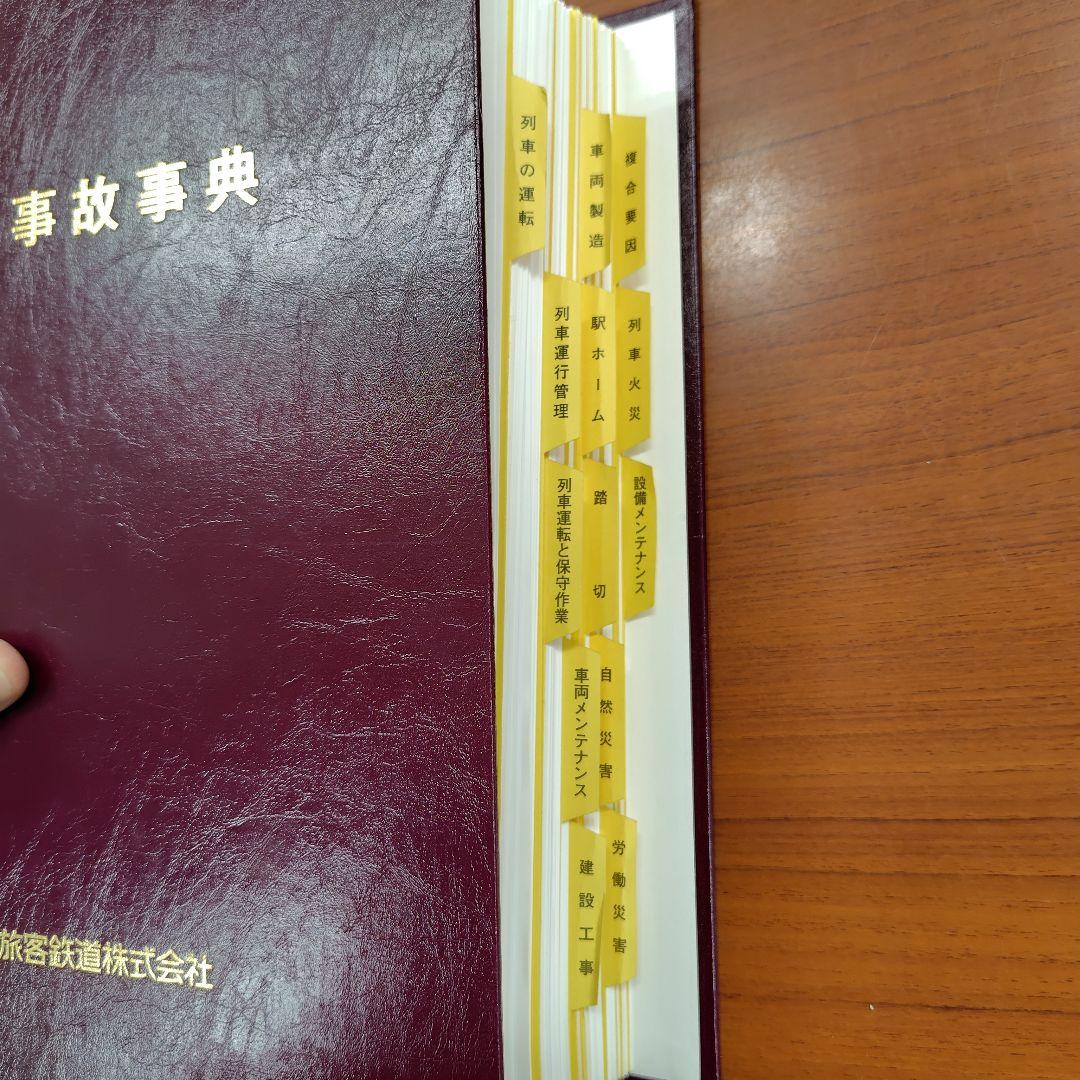 事故事典
旅客鉄道株式会社
列車の運転
列車運行管理
列車運転と保守作業
車両メンテナンス
建設工事
車両製造
駅ホーム
踏切
自然災害
労働災害
複合要因
列車火災
設備メンテナンス